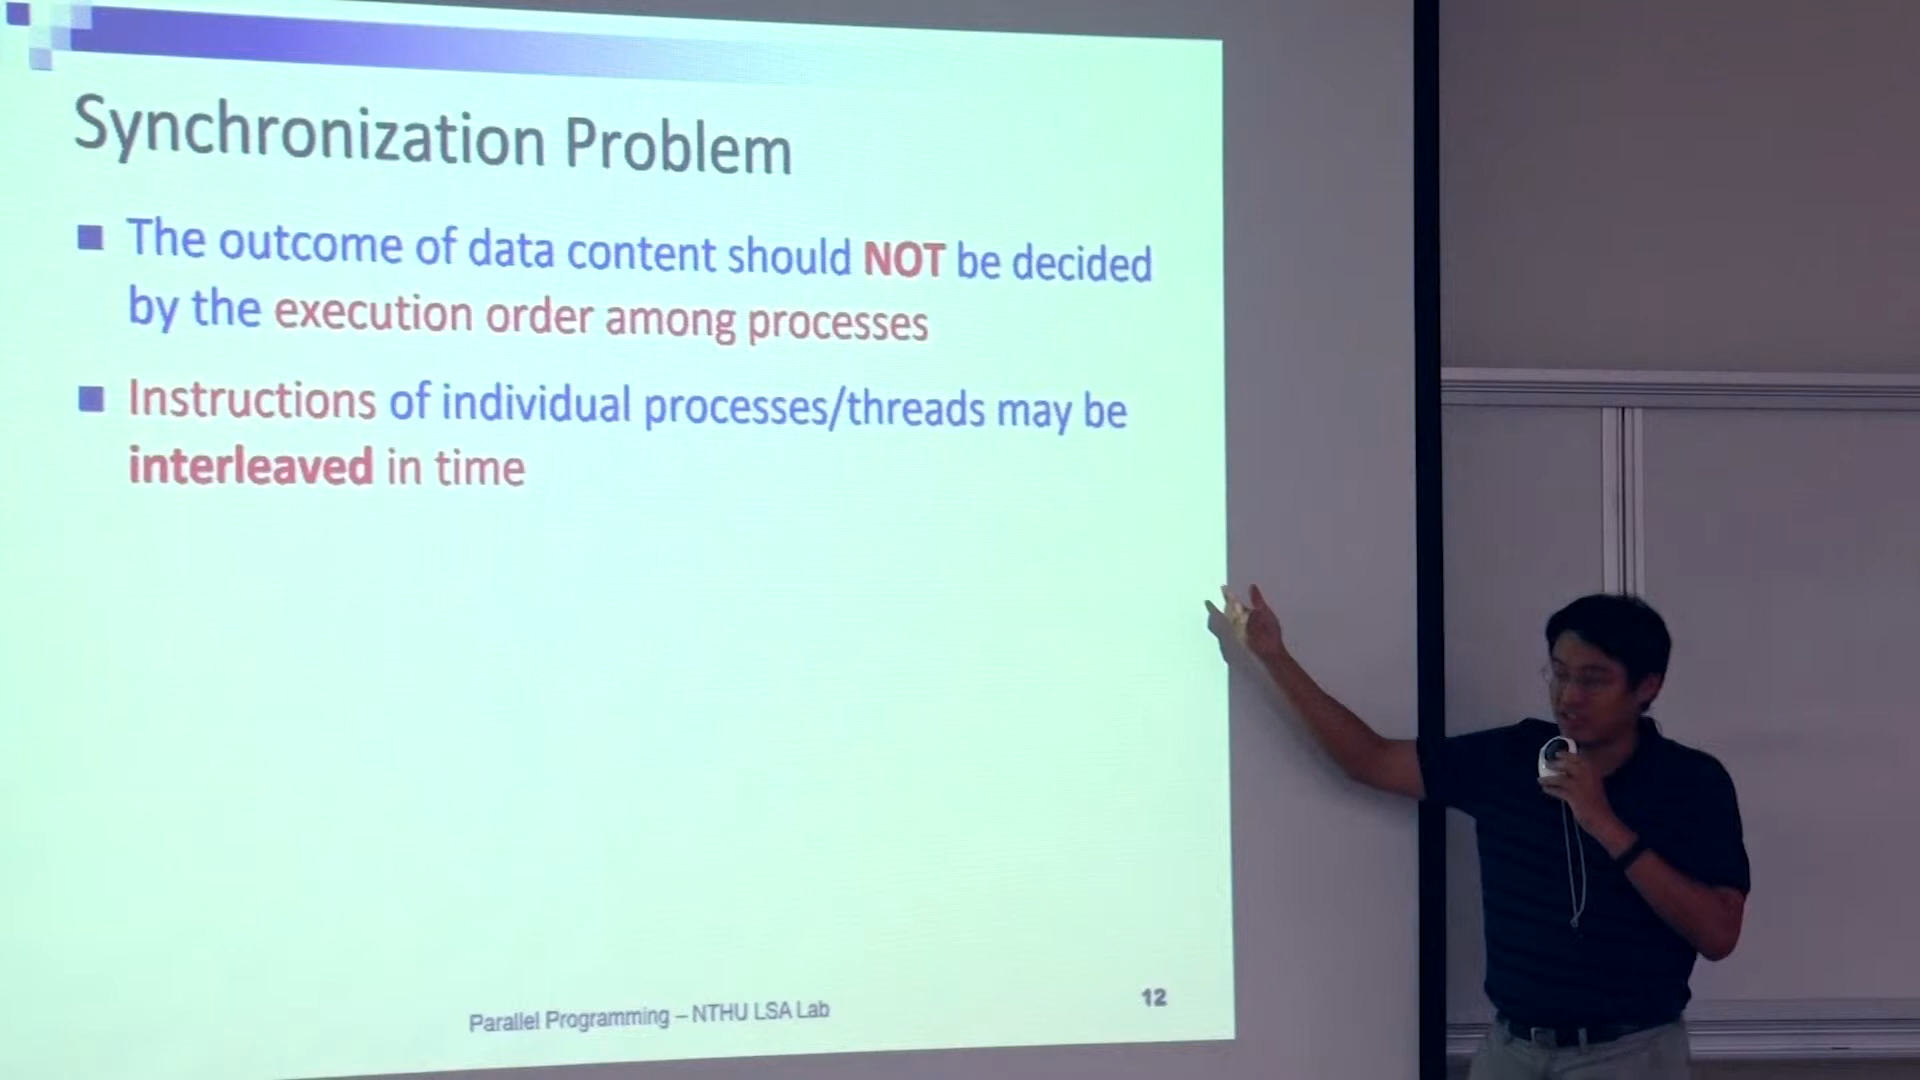 Synchronization Problem
The outcome of data content should NOT be decided
by the execution order among processes
Instructions of individual processes/threads may be
interleaved in time
Parallel Programming – NTHU LSA Lab
12